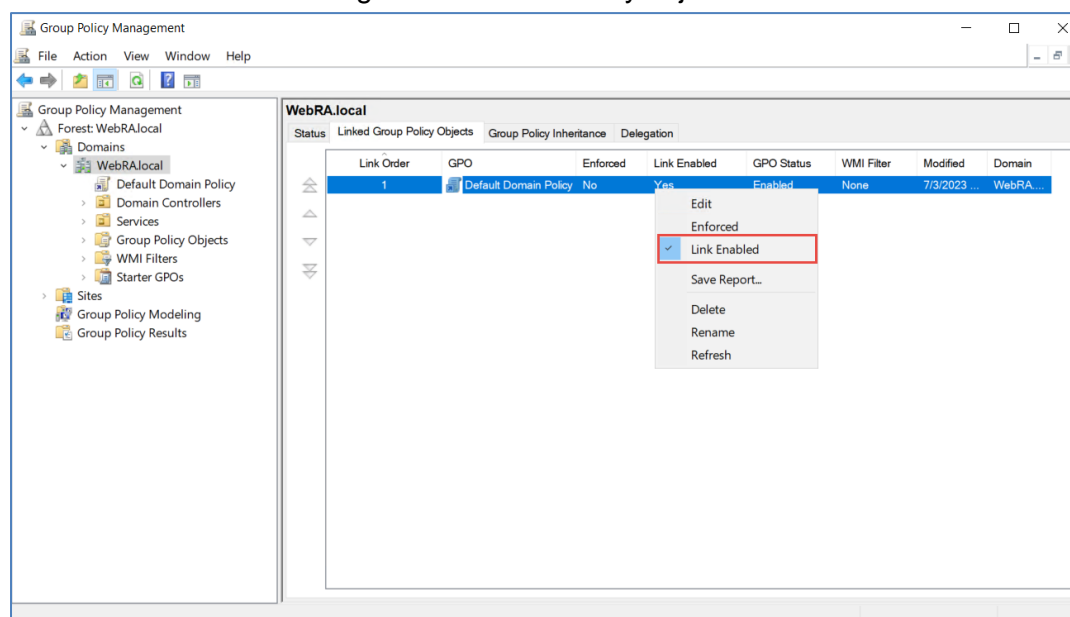 Group Policy Management
File Action View Window Help
Group Policy Management
Forest: WebRA.local
Domains
WebRA.local
Default Domain Policy
Domain Controllers
Services
Group Policy Objects
WMI Filters
Starter GPOs
Sites
Group Policy Modeling
Group Policy Results
WebRA.local
Status Linked Group Policy Objects Group Policy Inheritance Delegation
Link Order GPO Enforced Link Enabled GPO Status WMI Filter Modified Domain
1 Default Domain Policy No Yes Enabled None 7/3/2023 ... WebRA....
Edit
Enforced
Link Enabled
Save Report...
Delete
Rename
Refresh